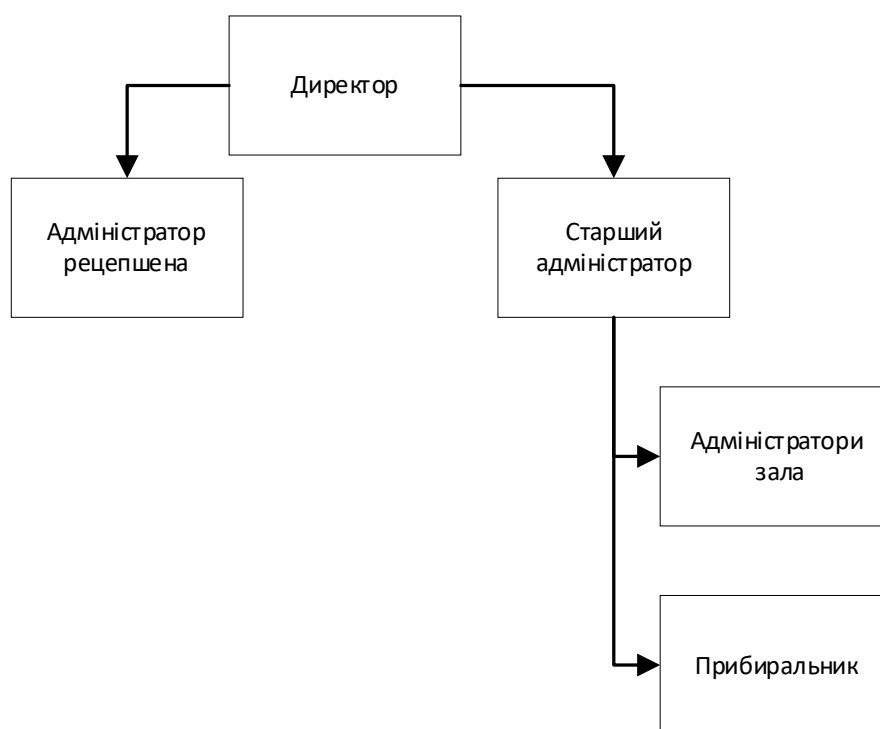 Директор
Адміністратор
рецепшена
Старший
адміністратор
Адміністратори
зала
Прибиральник